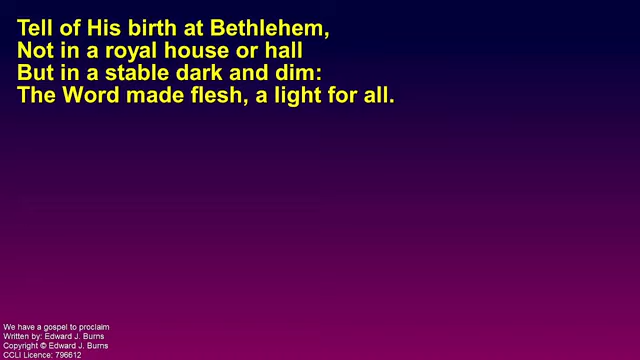 Tell of His birth at Bethlehem,
Not in a royal house or hall
But in a stable dark and dim:
The Word made flesh, a light for all.
We have a gospel to proclaim
Written by: Edward J. Burns
Copyright © Edward J. Burns
CCLI Licence: 796612